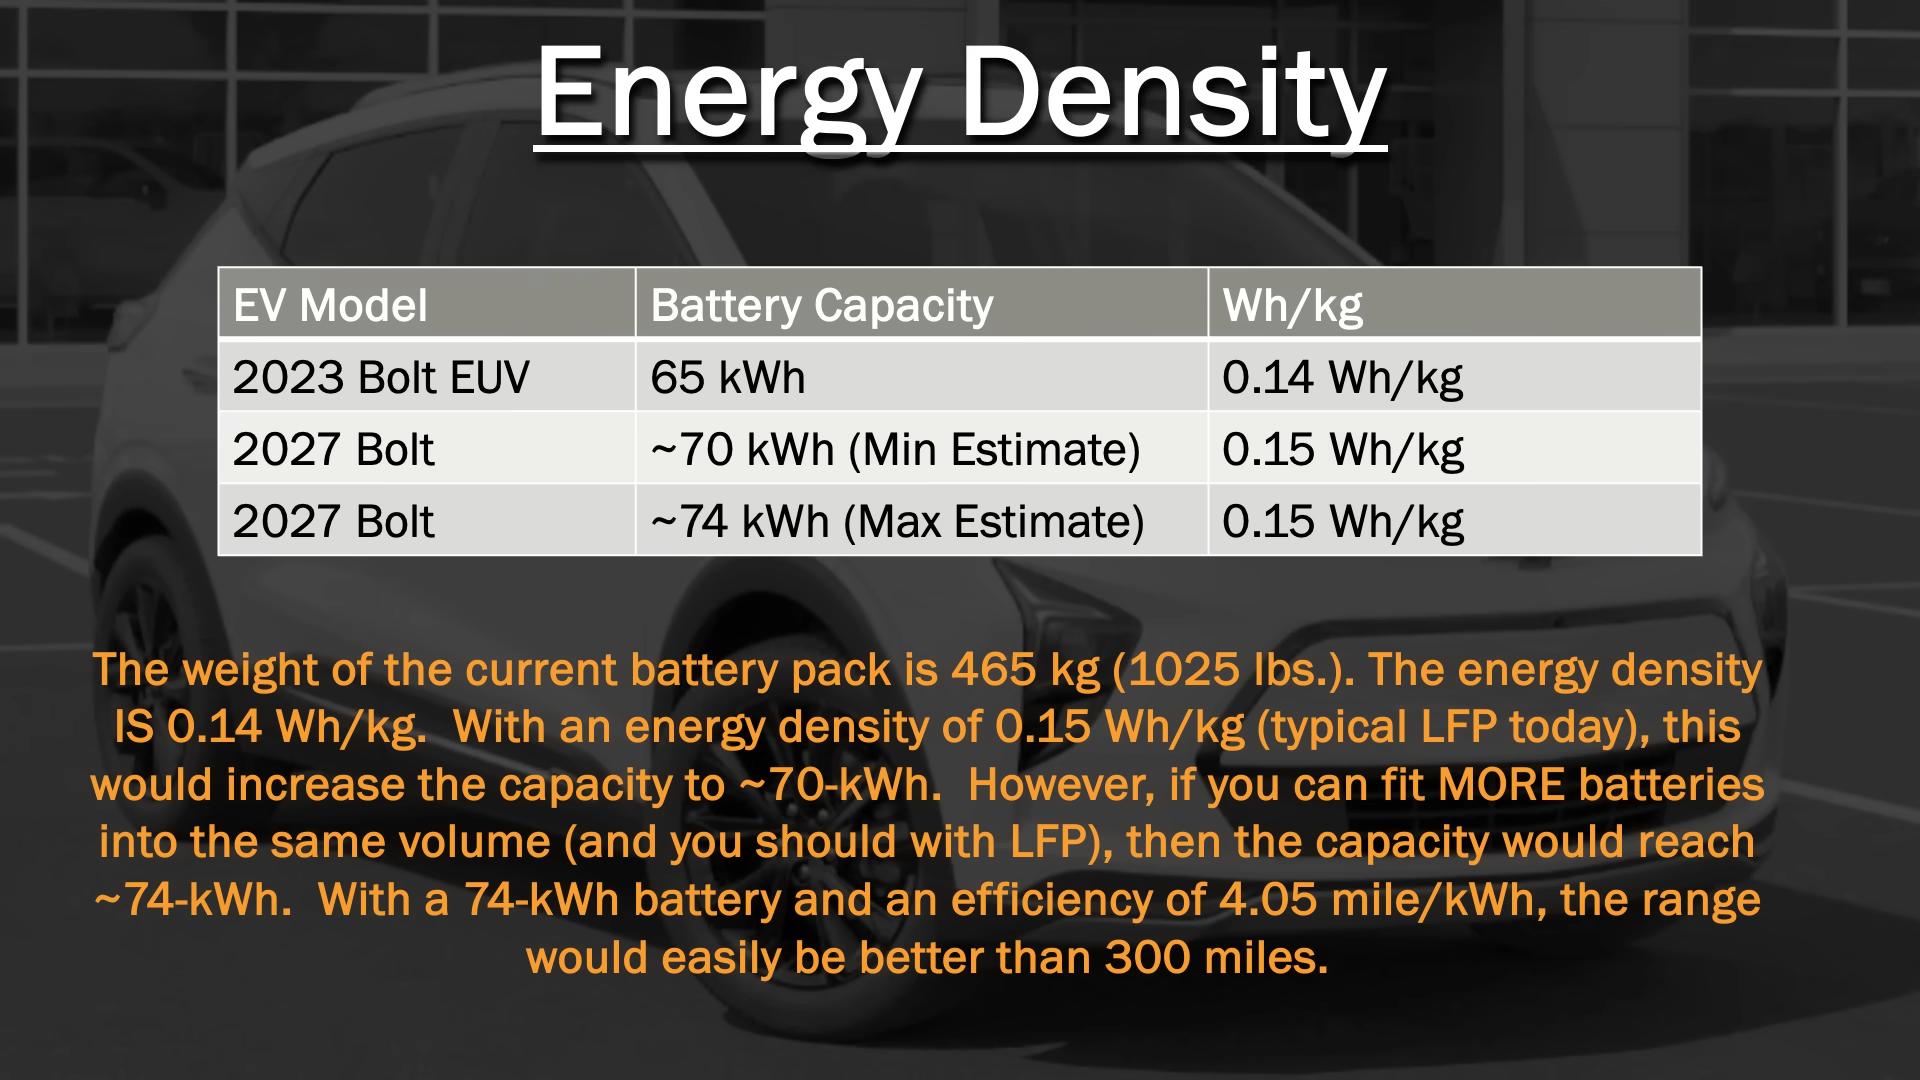 Energy Density
EV Model Battery Capacity Wh/kg
2023 Bolt EUV 65 kWh 0.14 Wh/kg
2027 Bolt ~70 kWh (Min Estimate) 0.15 Wh/kg
2027 Bolt ~74 kWh (Max Estimate) 0.15 Wh/kg
The weight of the current battery pack is 465 kg (1025 lbs.). The energy density
IS 0.14 Wh/kg.  With an energy density of 0.15 Wh/kg (typical LFP today), this
would increase the capacity to ~70-kWh.  However, if you can fit MORE batteries
into the same volume (and you should with LFP), then the capacity would reach
~74-kWh.  With a 74-kWh battery and an efficiency of 4.05 mile/kWh, the range
would easily be better than 300 miles.